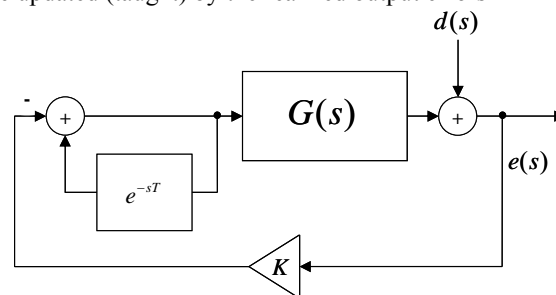 d(s)
-
+
G(s)
+
e(s)
e^{-sT}
K